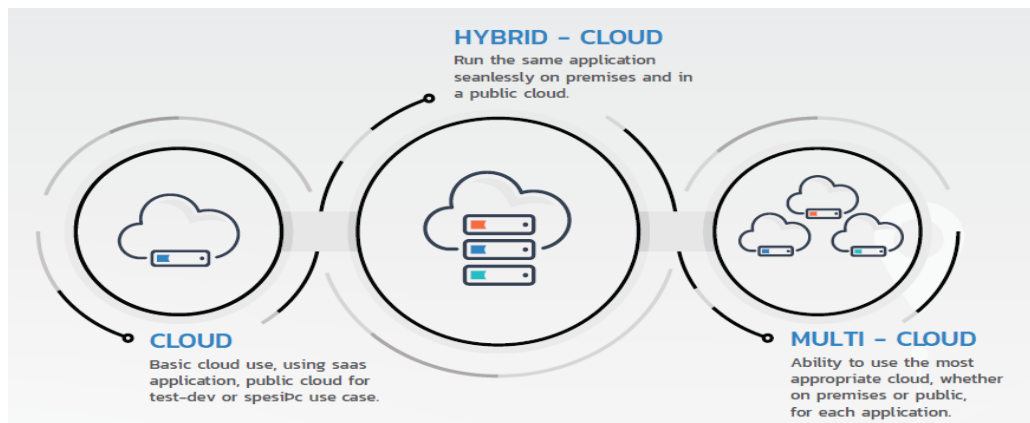 HYBRID - CLOUD
Run the same application
seanlessly on premises and in
a public cloud.
CLOUD
Basic cloud use, using saas
application, public cloud for
test-dev or spesiÞc use case.
MULTI - CLOUD
Ability to use the most
appropriate cloud, whether
on premises or public,
for each application.